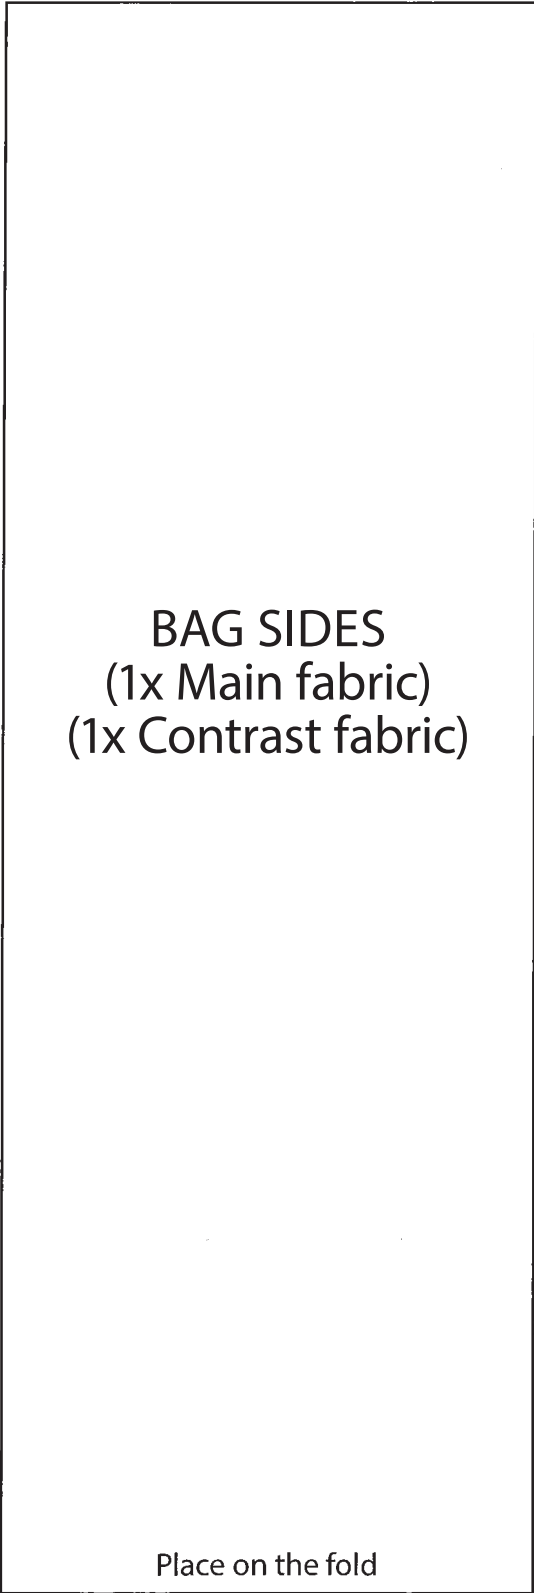 BAG SIDES
(1x Main fabric)
(1x Contrast fabric)
Place on the fold